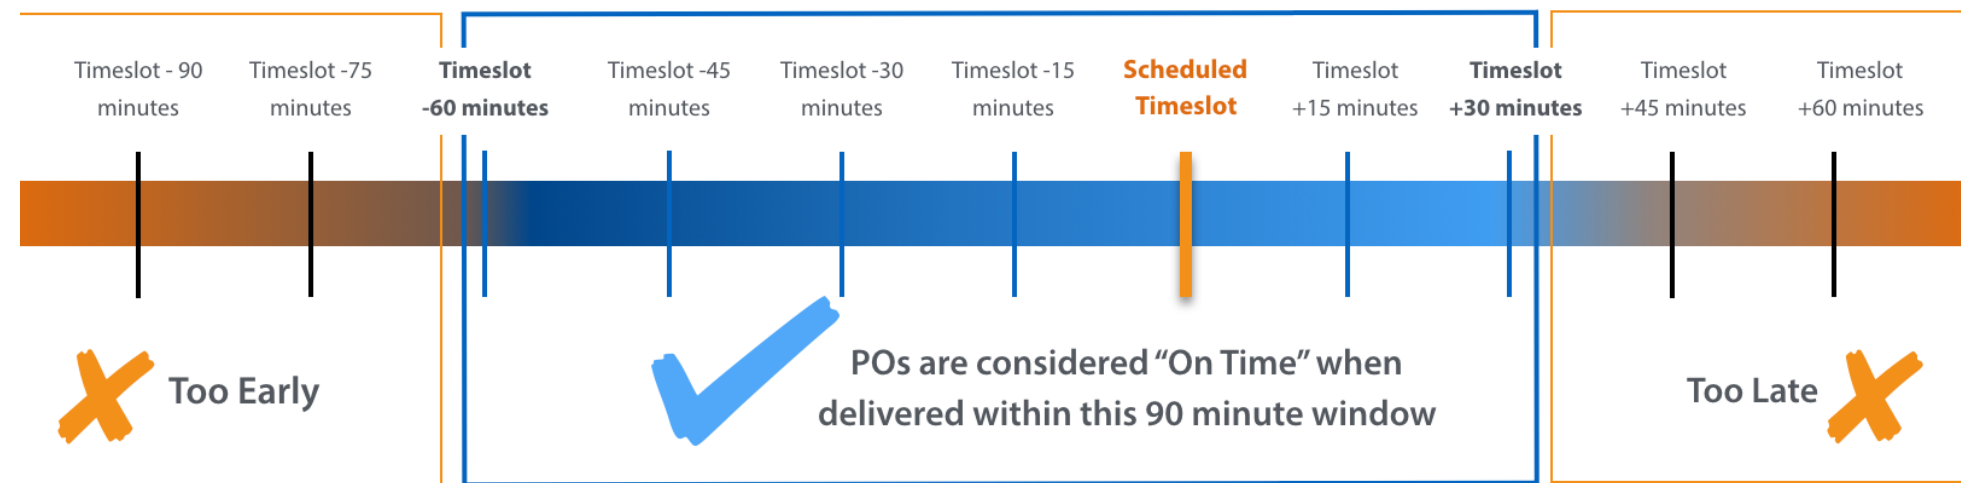 Timeslot - 90
minutes
Timeslot -75
minutes
Timeslot
-60 minutes
Timeslot -45
minutes
Timeslot -30
minutes
Timeslot -15
minutes
Scheduled
Timeslot
Timeslot
+15 minutes
Timeslot
+30 minutes
Timeslot
+45 minutes
Timeslot
+60 minutes
Too Early
POs are considered “On Time” when
delivered within this 90 minute window
Too Late